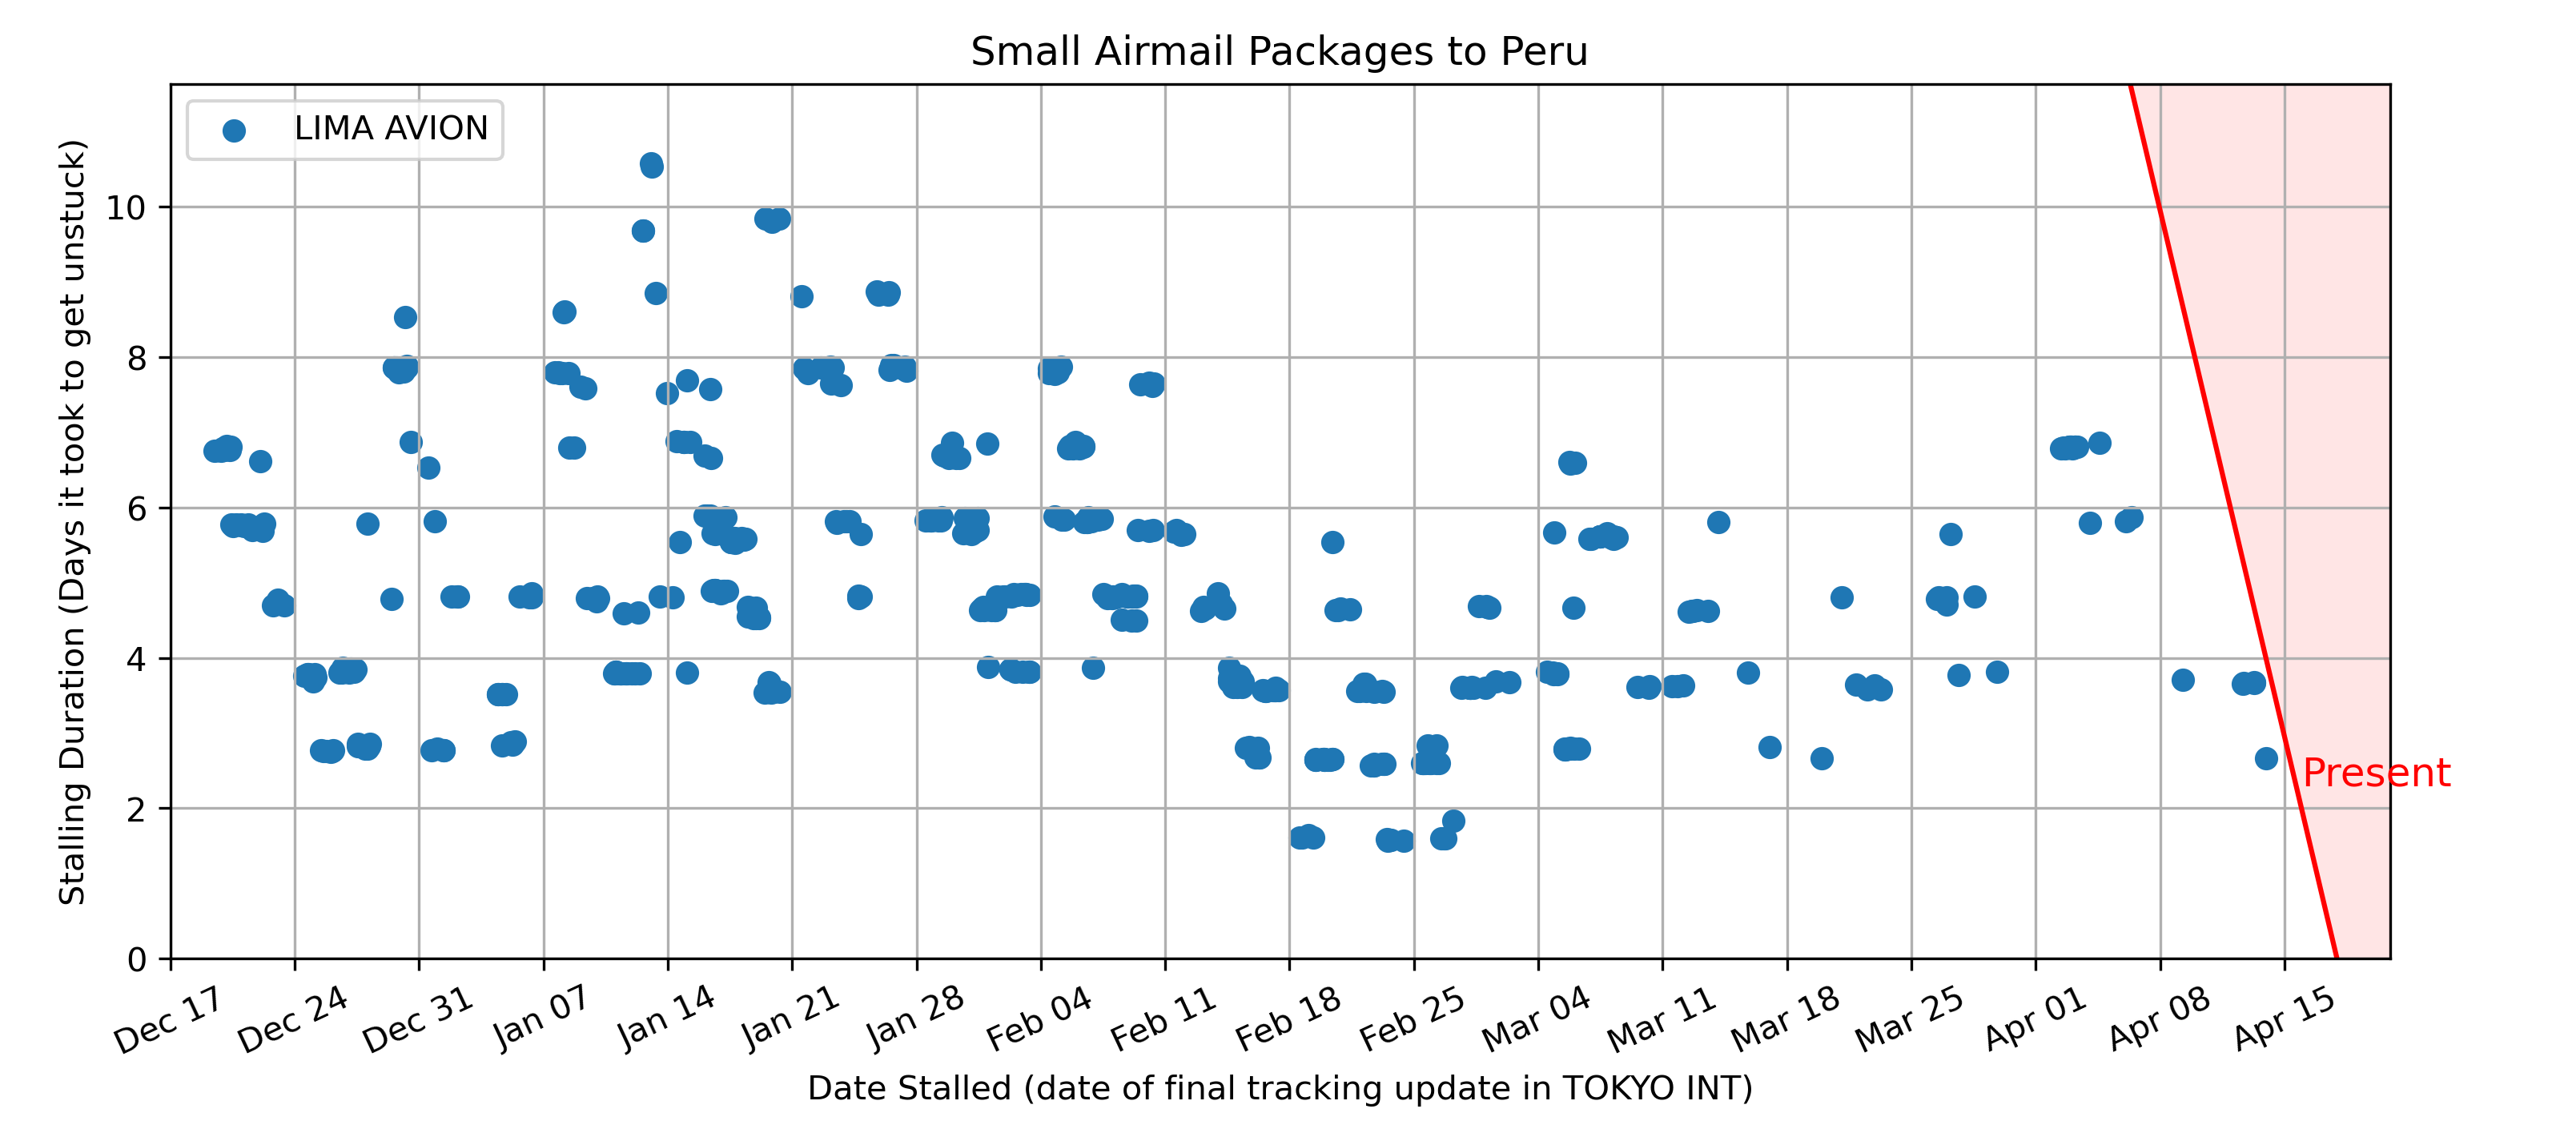 Small Airmail Packages to Peru
LIMA AVION
Stalling Duration (Days it took to get unstuck)
10
8
6
4
2
0
Present
Dec 17
Dec 24
Dec 31
Jan 07
Jan 14
Jan 21
Jan 28
Feb 04
Feb 11
Feb 18
Feb 25
Mar 04
Mar 11
Mar 18
Mar 25
Apr 01
Apr 08
Apr 15
Date Stalled (date of final tracking update in TOKYO INT)